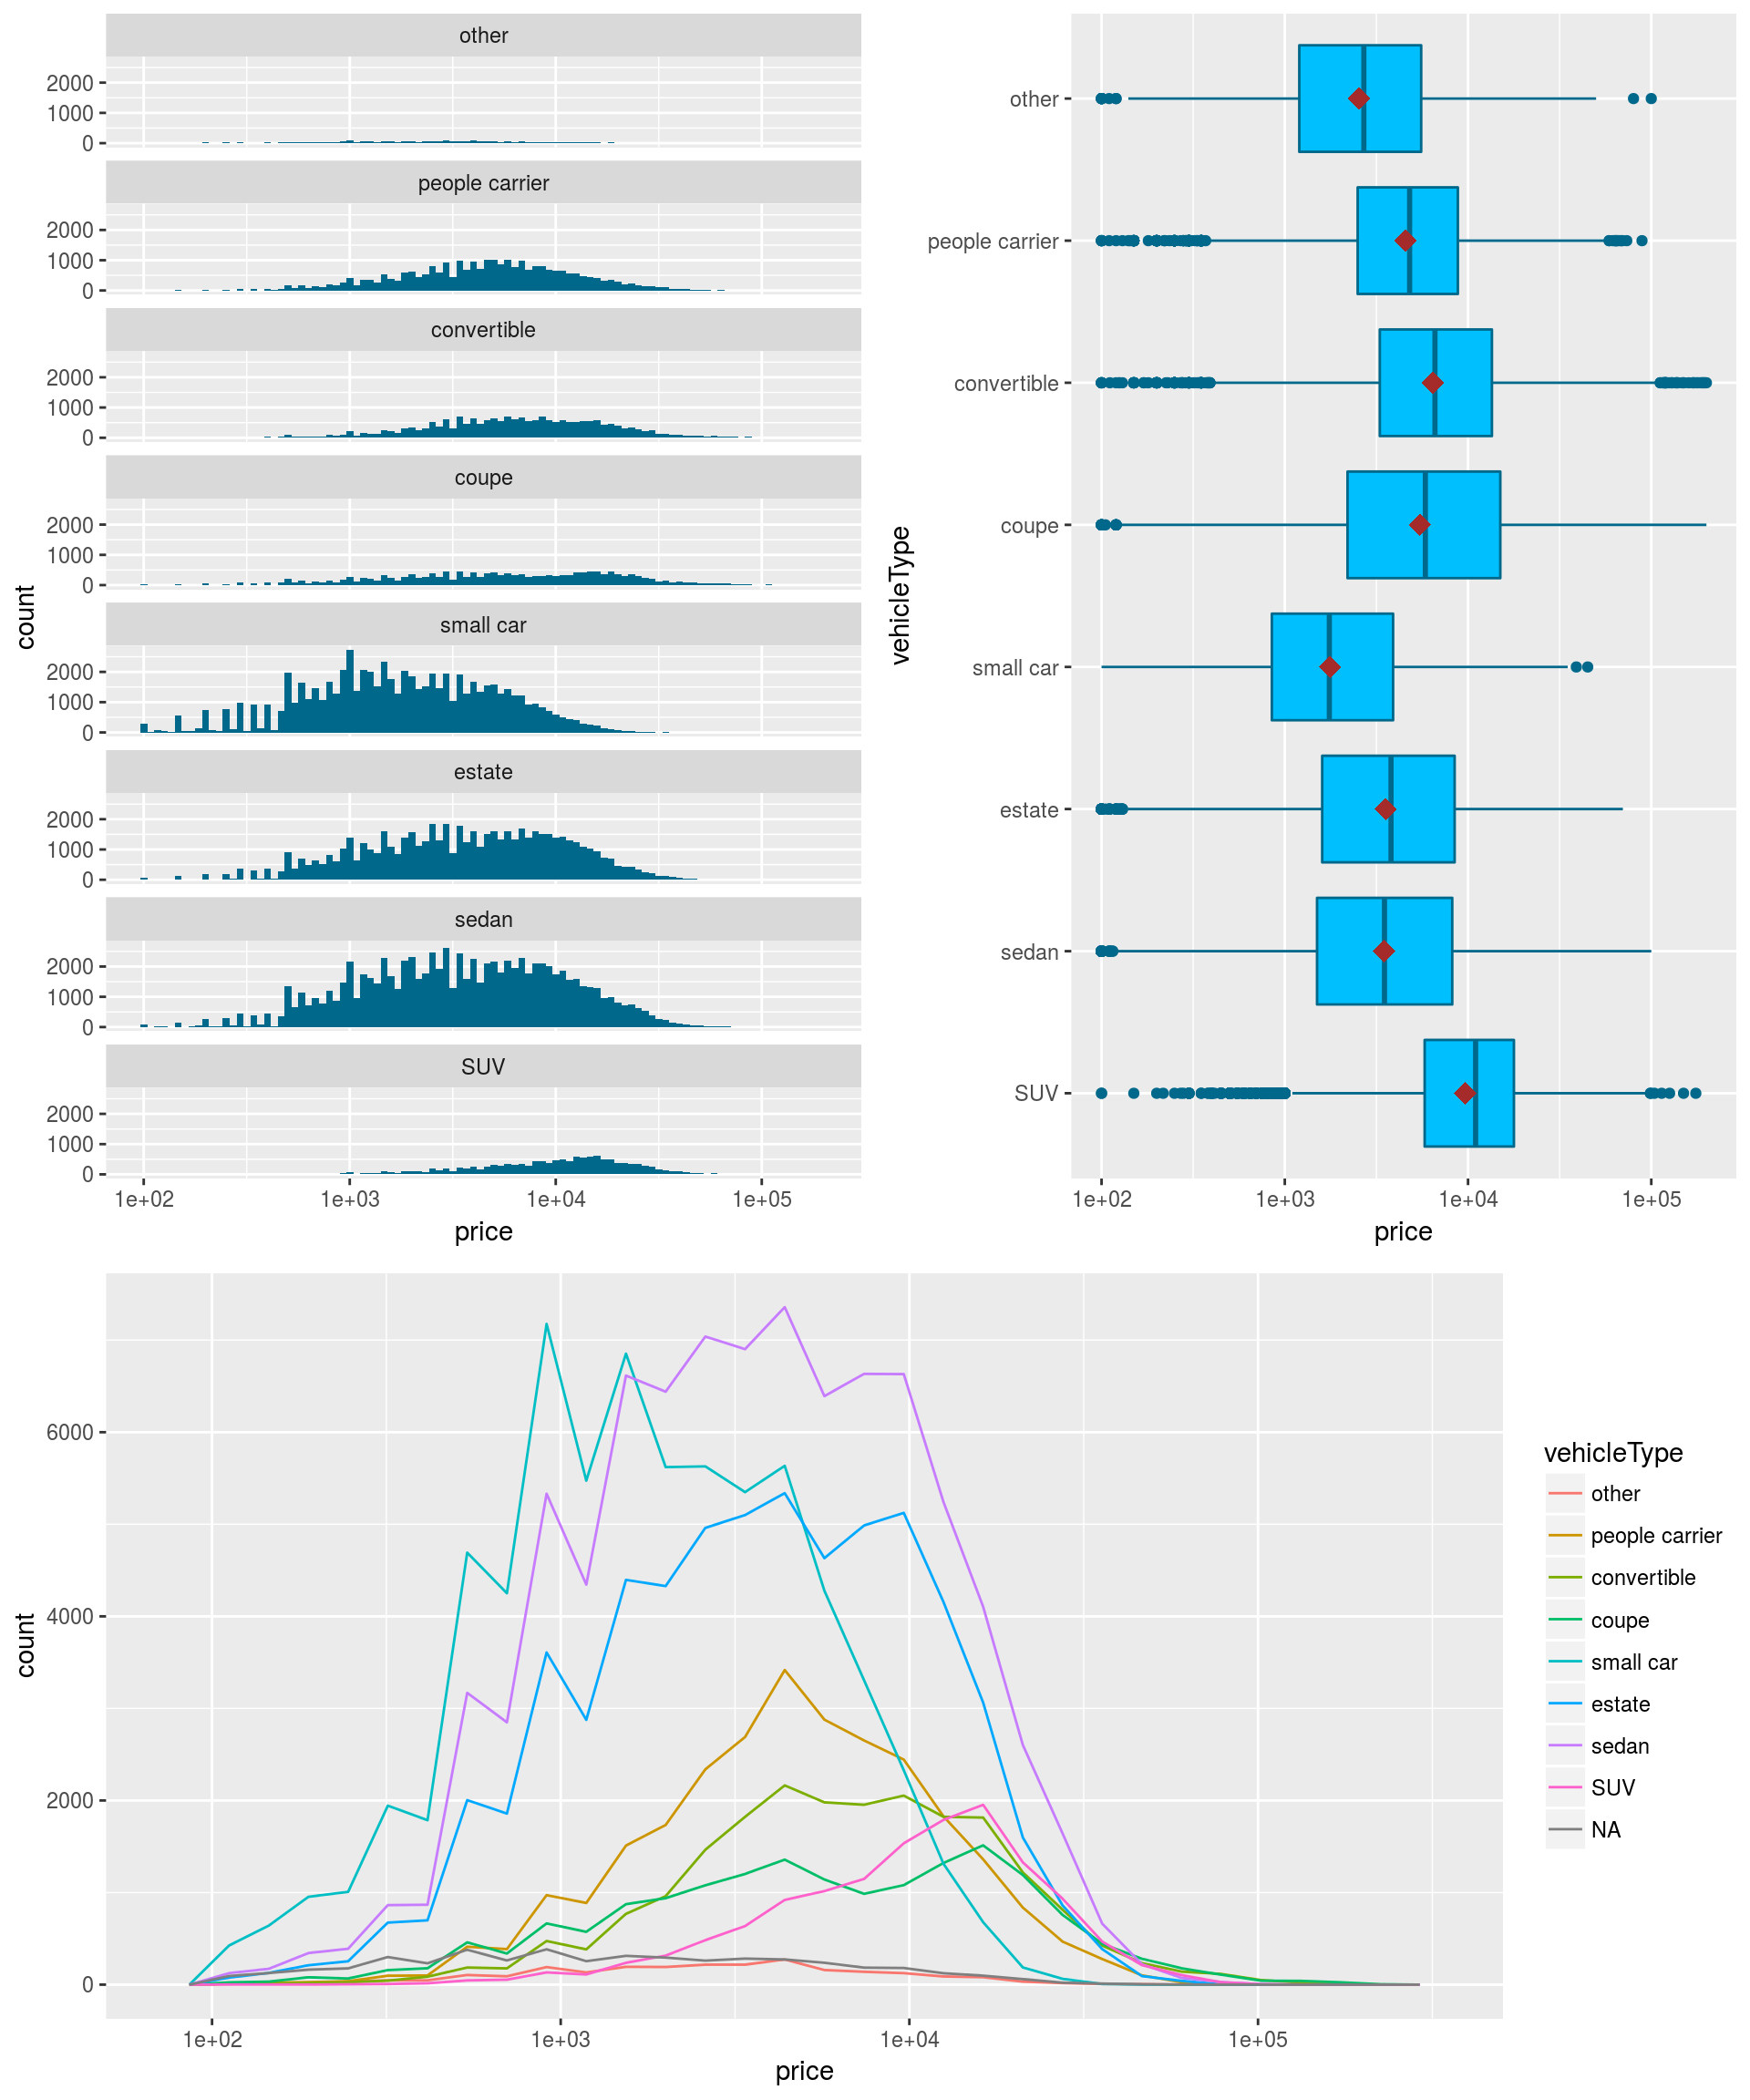 other
2000
1000
0
people carrier
2000
1000
0
convertible
2000
1000
0
coupe
2000
1000
0
small car
2000
1000
0
estate
2000
1000
0
sedan
2000
1000
0
SUV
2000
1000
0
count
1e+02 1e+03 1e+04 1e+05
price
other
people carrier
convertible
coupe
small car
estate
sedan
SUV
vehicleType
1e+02 1e+03 1e+04 1e+05
price
6000
4000
2000
0
count
1e+02 1e+03 1e+04 1e+05
price
vehicleType
other
people carrier
convertible
coupe
small car
estate
sedan
SUV
NA